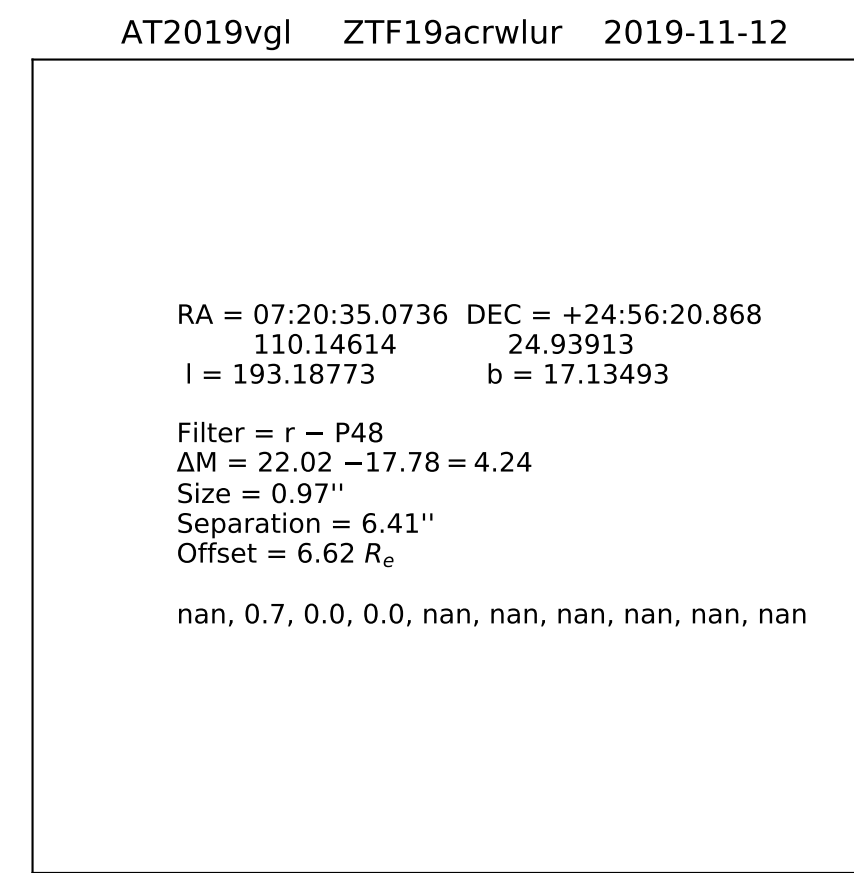 AT2019vgl ZTF19acrwlur 2019-11-12
RA = 07:20:35.0736 DEC = +24:56:20.868
110.14614 24.93913
l = 193.18773 b = 17.13493
Filter = r − P48
ΔM = 22.02 −17.78 = 4.24
Size = 0.97''
Separation = 6.41''
Offset = 6.62 Rₑ
nan, 0.7, 0.0, 0.0, nan, nan, nan, nan, nan, nan